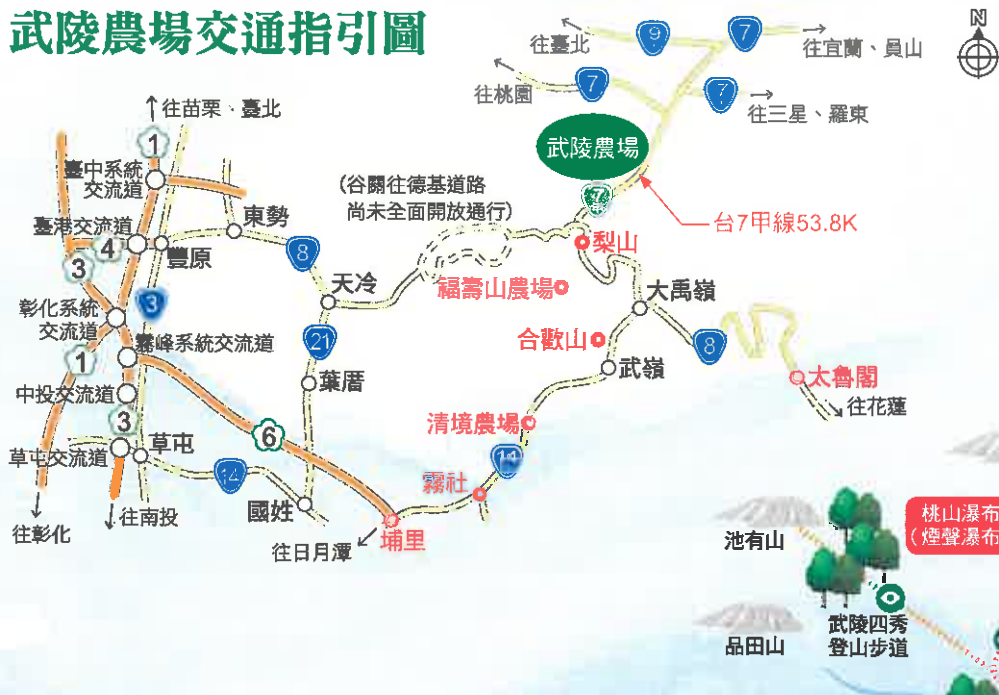 武陵農場交通指引圖
N
往臺北
9
7
往宜蘭、員山
往桃園
7
7
往三星、羅東
往苗栗、臺北
1
武陵農場
臺中系統
交流道
(谷關往德基道路
尚未全面開放通行)
7
甲
台7甲線53.8K
臺港交流道
東勢
4
豐原
8
梨山
3
天冷
福壽山農場
大禹嶺
3
彰化系統
交流道
21
合歡山
8
霧峰系統交流道
1
武嶺
葉厝
太魯閣
中投交流道
往花蓮
3
清境農場
6
草屯交流道
草屯
14
14
霧社
國姓
往南投
往彰化
埔里
往日月潭
桃山瀑布
(煙聲瀑布
池有山
武陵四秀
登山步道
品田山